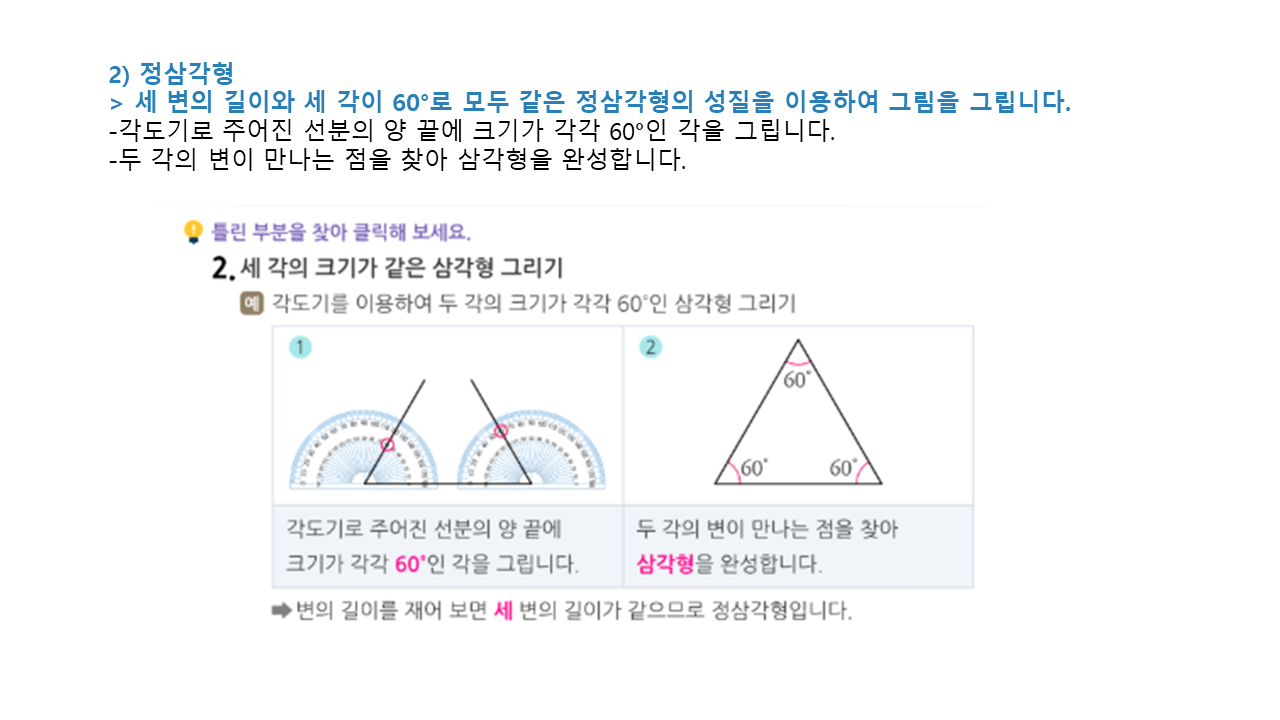 2) 정삼각형
> 세 변의 길이와 세 각이 60°로 모두 같은 정삼각형의 성질을 이용하여 그림을 그립니다.
-각도기로 주어진 선분의 양 끝에 크기가 각각 60°인 각을 그립니다.
-두 각의 변이 만나는 점을 찾아 삼각형을 완성합니다.
틀린 부분을 찾아 클릭해 보세요.
2. 세 각의 크기가 같은 삼각형 그리기
예 각도기를 이용하여 두 각의 크기가 각각 60°인 삼각형 그리기
1
각도기로 주어진 선분의 양 끝에
크기가 각각 60°인 각을 그립니다.
2
60°
60° 60°
두 각의 변이 만나는 점을 찾아
삼각형을 완성합니다.
➡ 변의 길이를 재어 보면 세 변의 길이가 같으므로 정삼각형입니다.